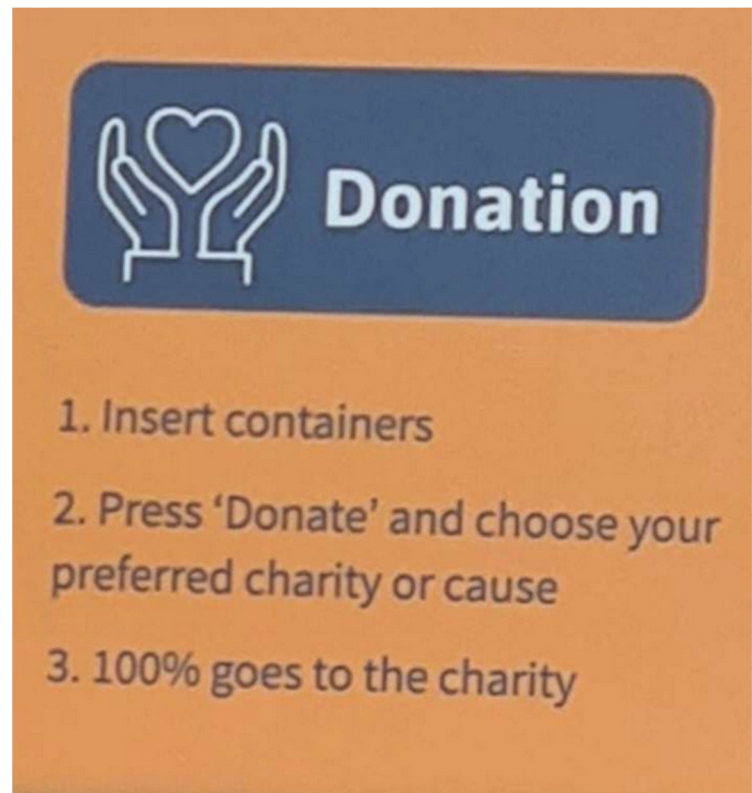 Donation
1. Insert containers
2. Press ‘Donate’ and choose your
preferred charity or cause
3. 100% goes to the charity